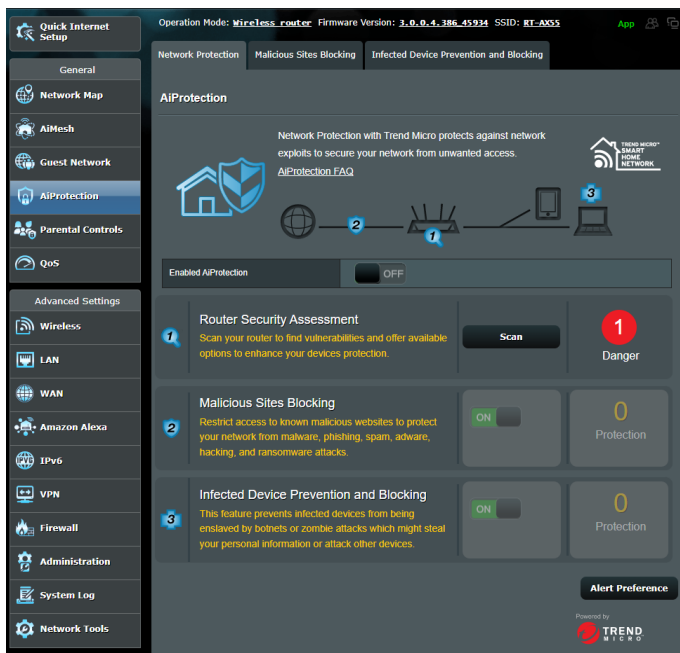 Quick Internet
Setup
Operation Mode: Wireless router Firmware Version: 3.0.0.4.386_45934 SSID: RT-AX55
App
Network Protection
Malicious Sites Blocking
Infected Device Prevention and Blocking
General
Network Map
AiMesh
Guest Network
AiProtection
Parental Controls
QoS
Advanced Settings
Wireless
LAN
WAN
Amazon Alexa
IPv6
VPN
Firewall
Administration
System Log
Network Tools
AiProtection
Network Protection with Trend Micro protects against network
exploits to secure your network from unwanted access.
AiProtection FAQ
TREND MICRO™
SMART
HOME
NETWORK
3
2
1
Enabled AiProtection
OFF
1
Router Security Assessment
Scan your router to find vulnerabilities and offer available
options to enhance your devices protection.
Scan
1
Danger
2
Malicious Sites Blocking
Restrict access to known malicious websites to protect
your network from malware, phishing, spam, adware,
hacking, and ransomware attacks.
ON
0
Protection
3
Infected Device Prevention and Blocking
This feature prevents infected devices from being
enslaved by botnets or zombie attacks which might steal
your personal information or attack other devices.
ON
0
Protection
Alert Preference
Powered by
TREND
MICRO